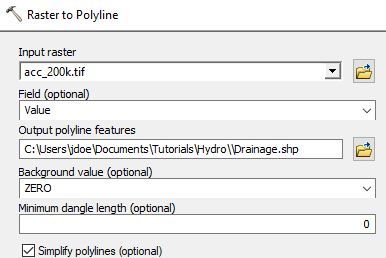 Raster to Polyline
Input raster
acc_200k.tif
Field (optional)
Value
Output polyline features
C:\Users\jdoe\Documents\Tutorials\Hydro\\Drainage.shp
Background value (optional)
ZERO
Minimum dangle length (optional)
0
Simplify polylines (optional)